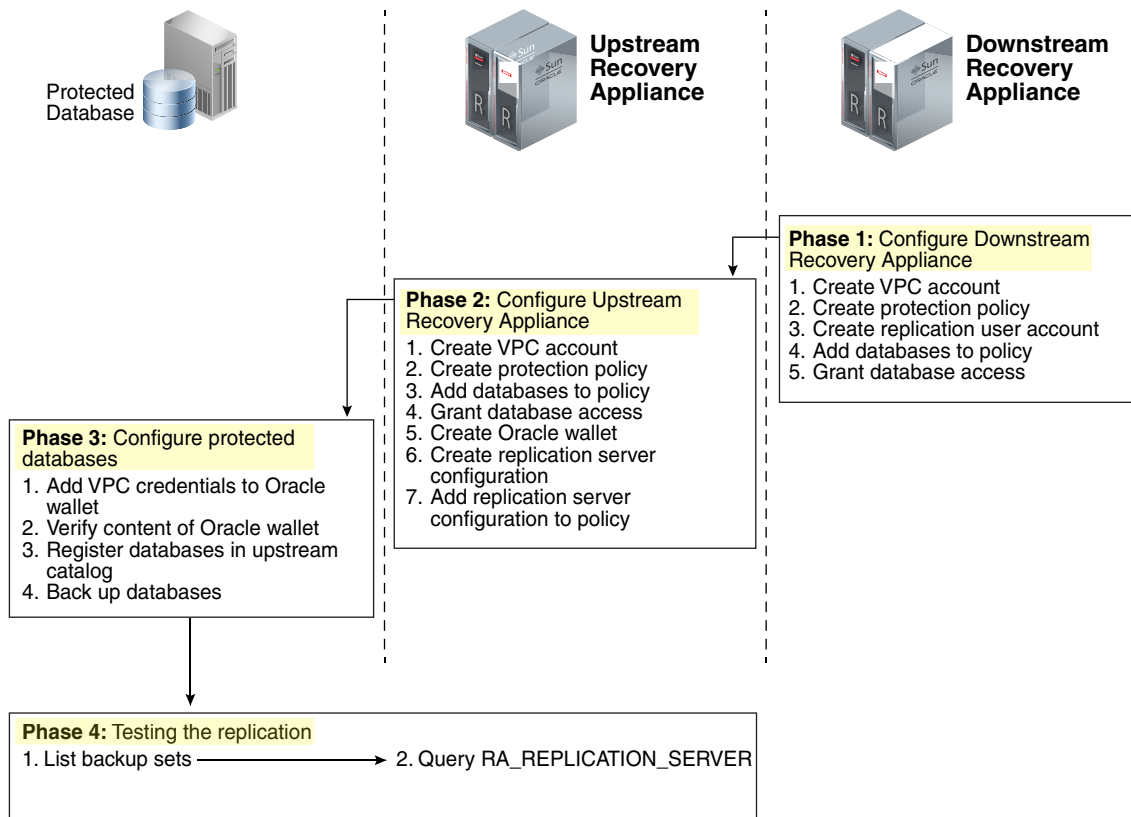 Protected
Database
Upstream
Recovery
Appliance
Sun
ORACLE
R
R
Downstream
Recovery
Appliance
Sun
ORACLE
R
R
Phase 1: Configure Downstream
Recovery Appliance
1. Create VPC account
2. Create protection policy
3. Create replication user account
4. Add databases to policy
5. Grant database access
Phase 2: Configure Upstream
Recovery Appliance
1. Create VPC account
2. Create protection policy
3. Add databases to policy
4. Grant database access
5. Create Oracle wallet
6. Create replication server
configuration
7. Add replication server
configuration to policy
Phase 3: Configure protected
databases
1. Add VPC credentials to Oracle
wallet
2. Verify content of Oracle wallet
3. Register databases in upstream
catalog
4. Back up databases
Phase 4: Testing the replication
1. List backup sets
2. Query RA_REPLICATION_SERVER